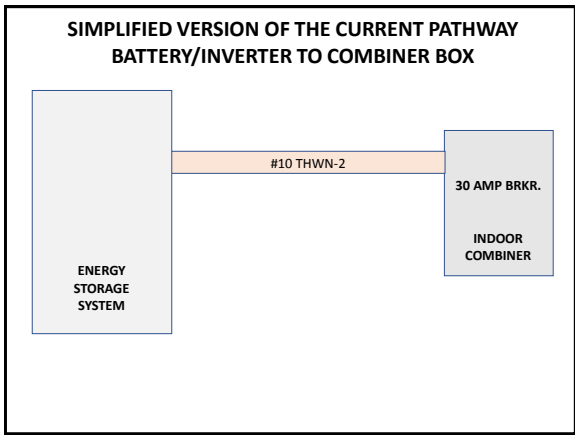 SIMPLIFIED VERSION OF THE CURRENT PATHWAY
BATTERY/INVERTER TO COMBINER BOX
#10 THWN-2
30 AMP BRKR.
INDOOR
COMBINER
ENERGY
STORAGE
SYSTEM